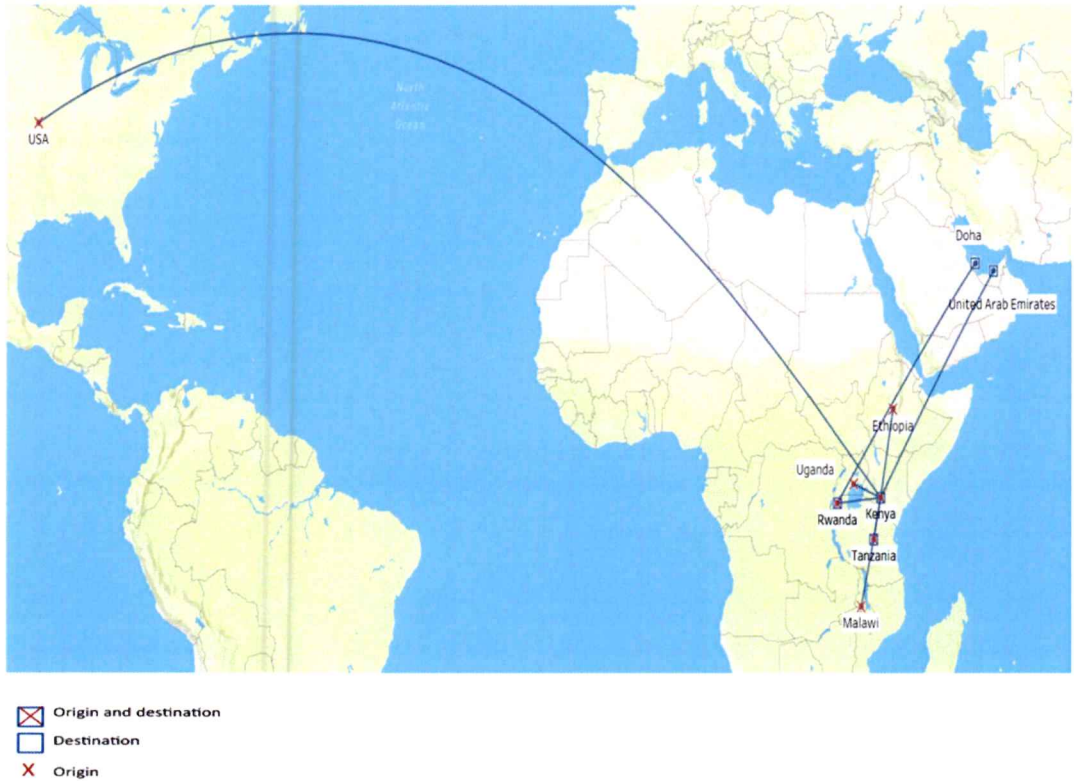 North
Atlantic
Ocean
USA
Doha
United Arab Emirates
Ethiopia
Uganda
Rwanda
Kenya
Tanzania
Malawi
Origin and destination
Destination
Origin